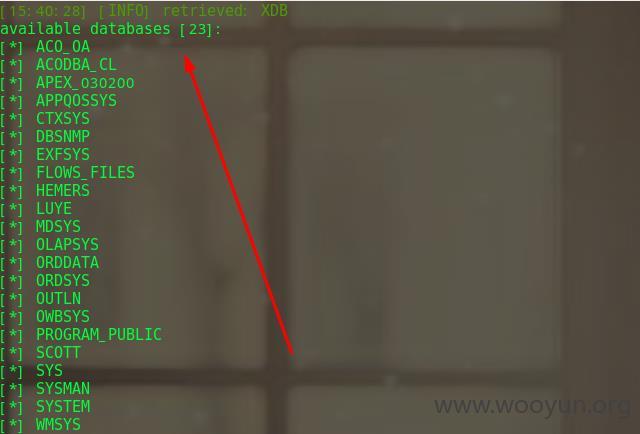 [15:40:28] [INFO] retrieved: XDB
available databases [23]:
[*] ACO_OA
[*] ACODBA_CL
[*] APEX_030200
[*] APPQOSSYS
[*] CTXSYS
[*] DBSNMP
[*] EXFSYS
[*] FLOWS_FILES
[*] HEMERS
[*] LUYE
[*] MDSYS
[*] OLAPSYS
[*] ORDDATA
[*] ORDSYS
[*] OUTLN
[*] OWBSYS
[*] PROGRAM_PUBLIC
[*] SCOTT
[*] SYS
[*] SYSMAN
[*] SYSTEM
[*] WMSYS
www.wooyun.org